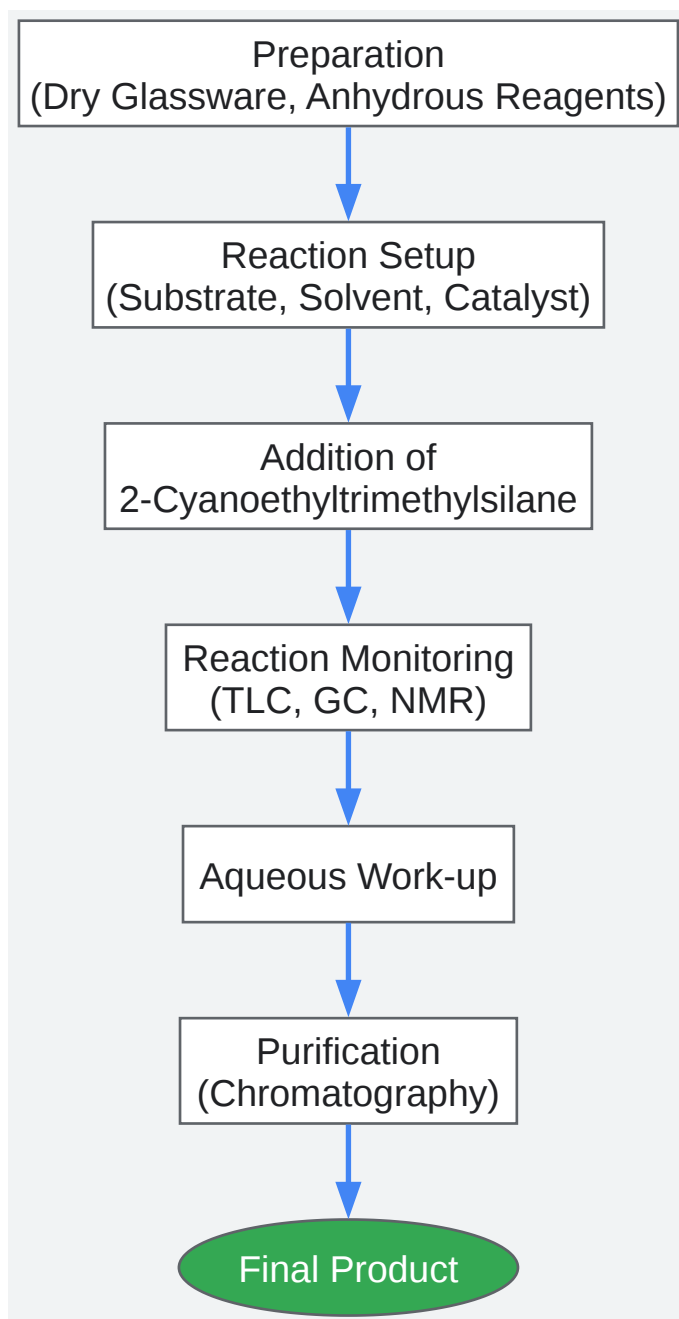 Preparation
(Dry Glassware, Anhydrous Reagents)
Reaction Setup
(Substrate, Solvent, Catalyst)
Addition of
2-Cyanoethyltrimethylsilane
Reaction Monitoring
(TLC, GC, NMR)
Aqueous Work-up
Purification
(Chromatography)
Final Product